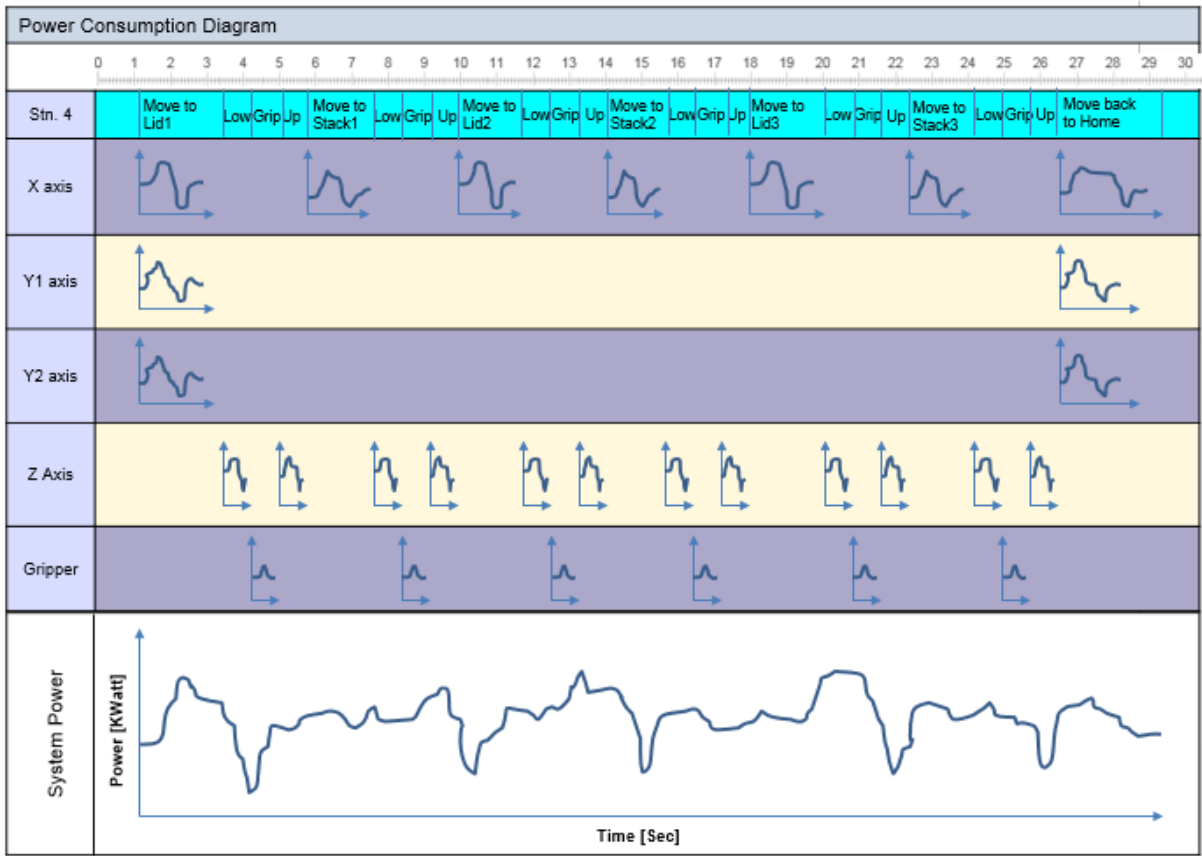 Power Consumption Diagram
0 1 2 3 4 5 6 7 8 9 10 11 12 13 14 15 16 17 18 19 20 21 22 23 24 25 26 27 28 29 30
Stn. 4
Move to
Lid1
Low
Grip
Up
Move to
Stack1
Low
Grip
Up
Move to
Lid2
Low
Grip
Up
Move to
Stack2
Low
Grip
Up
Move to
Lid3
Low
Grip
Up
Move to
Stack3
Low
Grip
Up
Move back
to Home
X axis
Y1 axis
Y2 axis
Z Axis
Gripper
System Power
Power [KWatt]
Time [Sec]